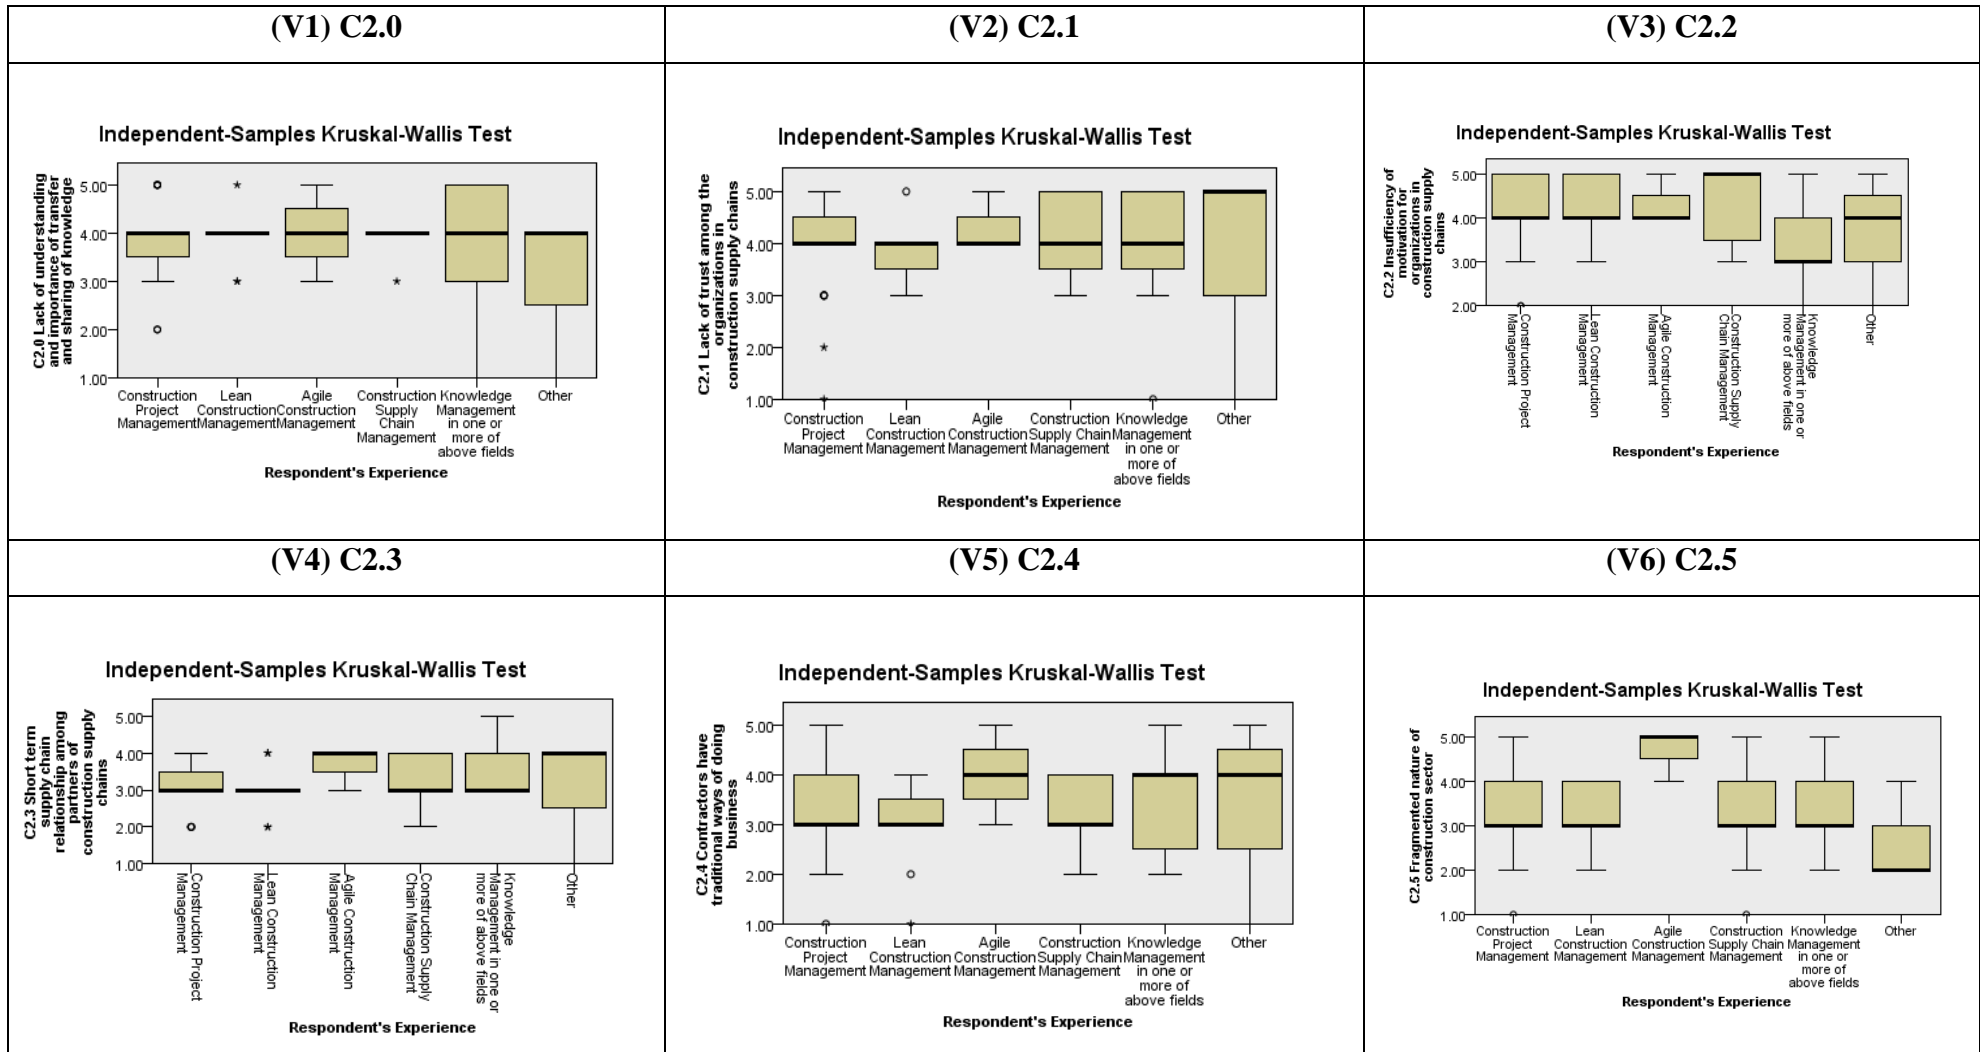 (V1) C2.0
(V2) C2.1
(V3) C2.2
Independent-Samples Kruskal-Wallis Test
C2.0 Lack of understanding
and importance of transfer
and sharing of knowledge
5.00
4.00
3.00
2.00
1.00
Construction
Project
Management
Lean
Construction
Management
Agile
Construction
Management
Construction
Supply
Chain
Management
Knowledge
Management
in one or
more of
above fields
Other
Respondent's Experience
Independent-Samples Kruskal-Wallis Test
C2.1 Lack of trust among the
organizations in
construction supply chains
5.00
4.00
3.00
2.00
1.00
Construction
Project
Management
Lean
Construction
Management
Agile
Construction
Management
Construction
Supply Chain
Management
Knowledge
Management
in one or
more of
above fields
Other
Respondent's Experience
Independent-Samples Kruskal-Wallis Test
C2.2 Insufficiency of
motivation for
organizations in
construction supply
chains
5.00
4.00
3.00
2.00
Construction Project
Management
Lean Construction
Management
Agile Construction
Management
Construction Supply
Chain Management
Knowledge
Management in one or
more of above fields
Other
Respondent's Experience
(V4) C2.3
(V5) C2.4
(V6) C2.5
Independent-Samples Kruskal-Wallis Test
C2.3 Short term
supply chain
relationship among
partners of
construction supply
chains
5.00
4.00
3.00
2.00
1.00
Construction Project
Management
Lean Construction
Management
Agile Construction
Management
Construction Supply
Chain Management
Knowledge
Management in one or
more of above fields
Other
Respondent's Experience
Independent-Samples Kruskal-Wallis Test
C2.4 Contractors have
traditional ways of doing
business
5.00
4.00
3.00
2.00
1.00
Construction
Project
Management
Lean
Construction
Management
Agile
Construction
Management
Construction
Supply Chain
Management
Knowledge
Management
in one or
more of
above fields
Other
Respondent's Experience
Independent-Samples Kruskal-Wallis Test
C2.5 Fragmented nature of
construction sector
5.00
4.00
3.00
2.00
1.00
Construction
Project
Management
Lean
Construction
Management
Agile
Construction
Management
Construction
Supply Chain
Management
Knowledge
Management
in one or
more of
above fields
Other
Respondent's Experience